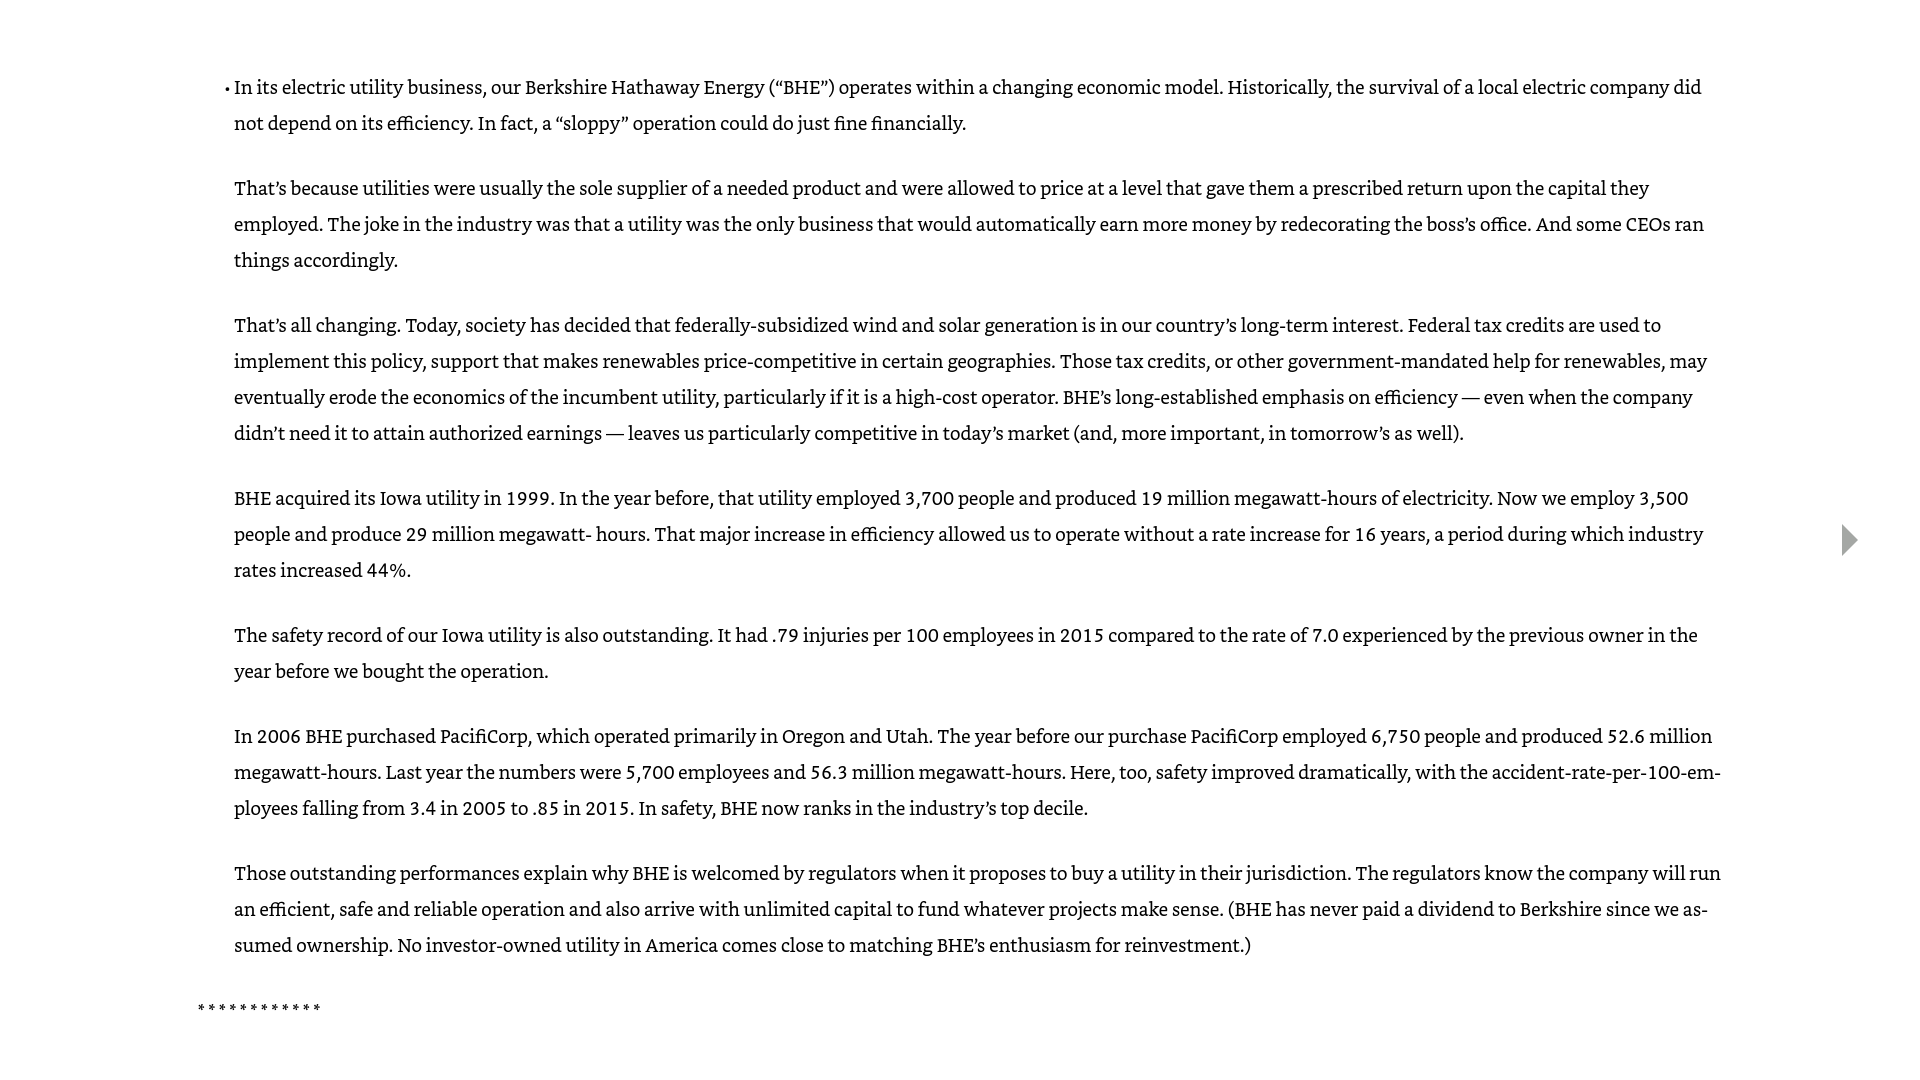 • In its electric utility business, our Berkshire Hathaway Energy (“BHE”) operates within a changing economic model. Historically, the survival of a local electric company did
not depend on its efficiency. In fact, a “sloppy” operation could do just fine financially.
That’s because utilities were usually the sole supplier of a needed product and were allowed to price at a level that gave them a prescribed return upon the capital they
employed. The joke in the industry was that a utility was the only business that would automatically earn more money by redecorating the boss’s office. And some CEOs ran
things accordingly.
That’s all changing. Today, society has decided that federally-subsidized wind and solar generation is in our country’s long-term interest. Federal tax credits are used to
implement this policy, support that makes renewables price-competitive in certain geographies. Those tax credits, or other government-mandated help for renewables, may
eventually erode the economics of the incumbent utility, particularly if it is a high-cost operator. BHE’s long-established emphasis on efficiency — even when the company
didn’t need it to attain authorized earnings — leaves us particularly competitive in today’s market (and, more important, in tomorrow’s as well).
BHE acquired its Iowa utility in 1999. In the year before, that utility employed 3,700 people and produced 19 million megawatt-hours of electricity. Now we employ 3,500
people and produce 29 million megawatt- hours. That major increase in efficiency allowed us to operate without a rate increase for 16 years, a period during which industry
rates increased 44%.
The safety record of our Iowa utility is also outstanding. It had .79 injuries per 100 employees in 2015 compared to the rate of 7.0 experienced by the previous owner in the
year before we bought the operation.
In 2006 BHE purchased PacifiCorp, which operated primarily in Oregon and Utah. The year before our purchase PacifiCorp employed 6,750 people and produced 52.6 million
megawatt-hours. Last year the numbers were 5,700 employees and 56.3 million megawatt-hours. Here, too, safety improved dramatically, with the accident-rate-per-100-em-
ployees falling from 3.4 in 2005 to .85 in 2015. In safety, BHE now ranks in the industry’s top decile.
Those outstanding performances explain why BHE is welcomed by regulators when it proposes to buy a utility in their jurisdiction. The regulators know the company will run
an efficient, safe and reliable operation and also arrive with unlimited capital to fund whatever projects make sense. (BHE has never paid a dividend to Berkshire since we as-
sumed ownership. No investor-owned utility in America comes close to matching BHE’s enthusiasm for reinvestment.)
* * * * * * * * * * * *